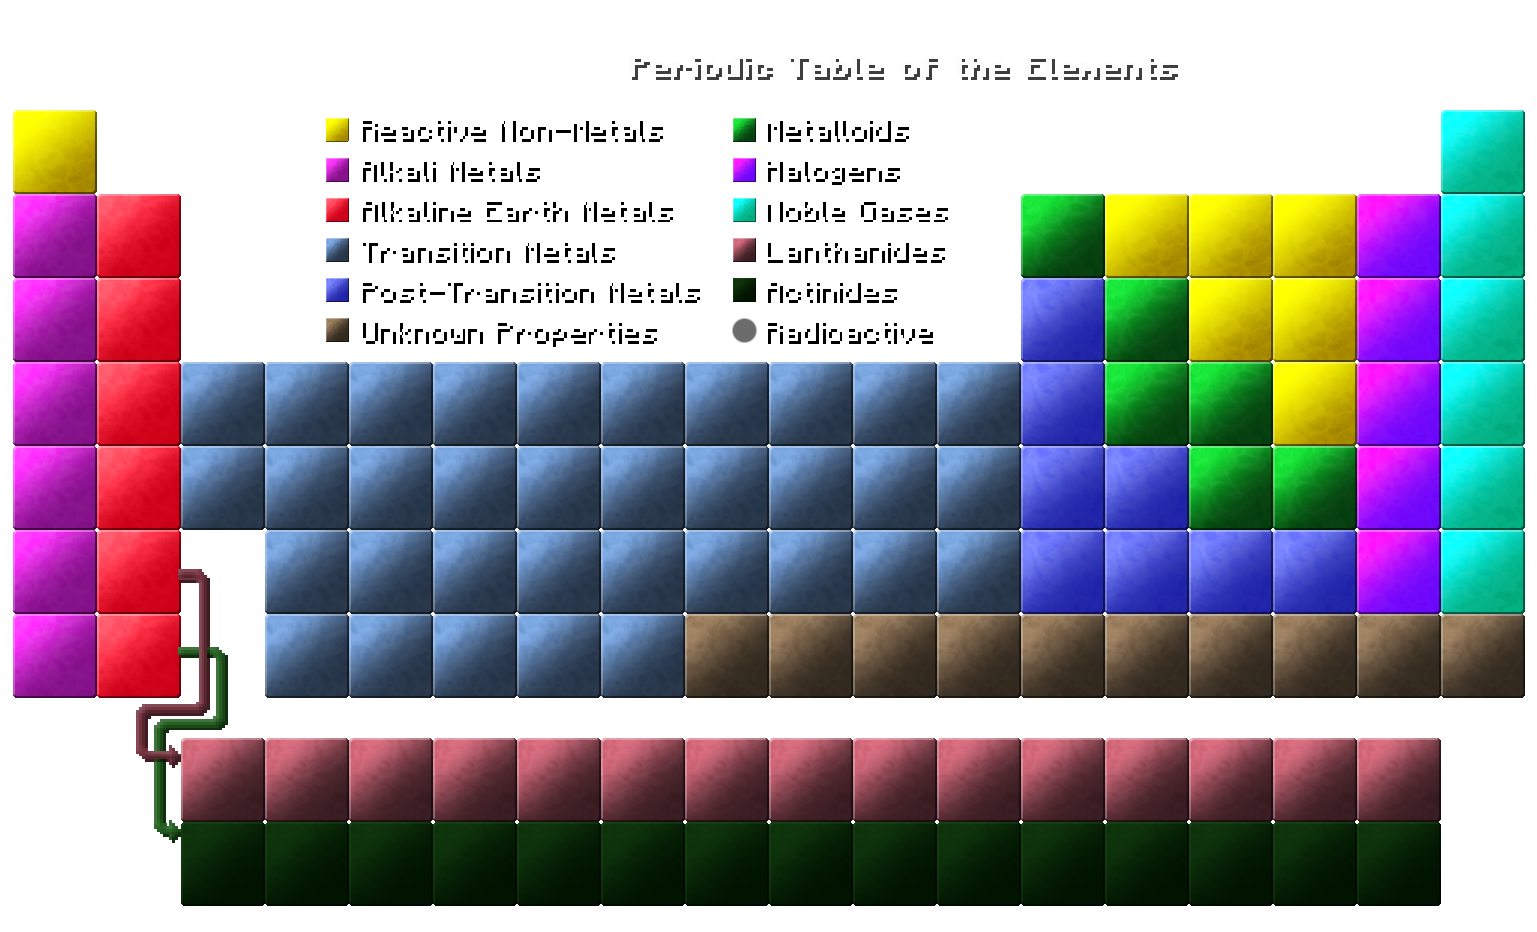 Periodic Table of the Elements
Reactive Non-Metals
Alkali Metals
Alkaline Earth Metals
Transition Metals
Post-Transition Metals
Unknown Properties
Metalloids
Halogens
Noble Gases
Lanthanides
Actinides
Radioactive